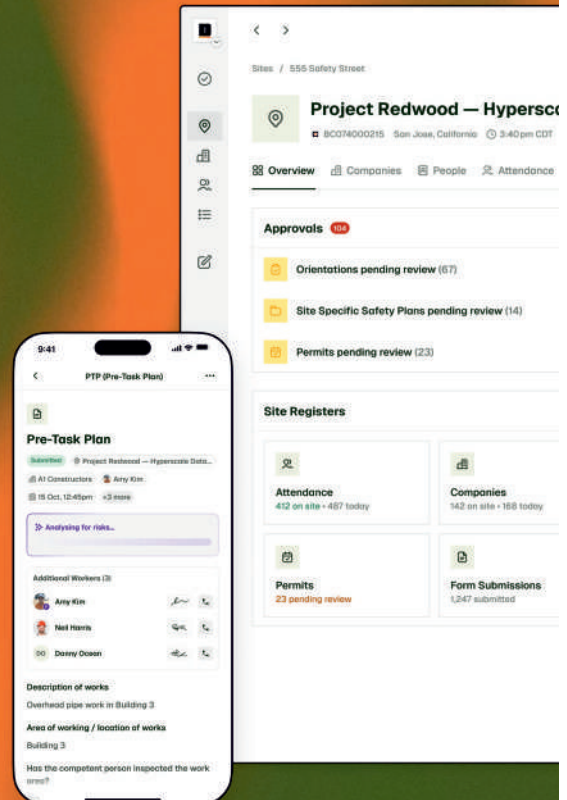 Sites / 555 Safety Street
Project Redwood — Hypersc
BC074000215 San Jose, California 3:40pm CDT
Overview Companies People Attendance
Approvals 104
Orientations pending review (67)
Site Specific Safety Plans pending review (14)
Permits pending review (23)
Site Registers
Attendance
412 on site • 487 today
Companies
142 on site • 168 today
Permits
23 pending review
Form Submissions
1,247 submitted
9:41
PTP (Pre-Task Plan)
Pre-Task Plan
Submitted Project Redwood — Hyperscale Data...
A1 Constructors Amy Kim
15 Oct, 12:45pm +3 more
Analysing for risks...
Additional Workers (3)
Amy Kim
Neil Harris
DO Danny Ocean
Description of works
Overhead pipe work in Building 3
Area of working / location of works
Building 3
Has the competent person inspected the work
area?